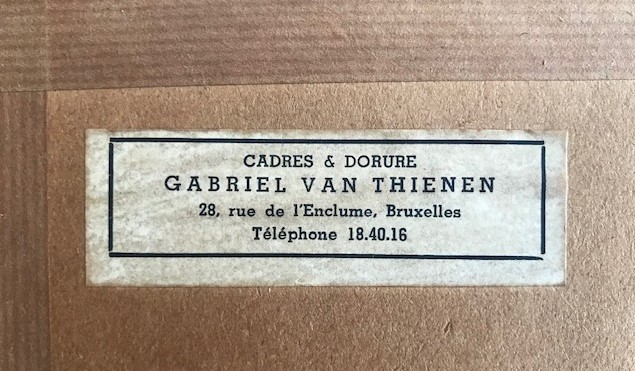 CADRES & DORURE
GABRIEL VAN THIENEN
28, rue de l'Enclume, Bruxelles
Téléphone 18.40.16